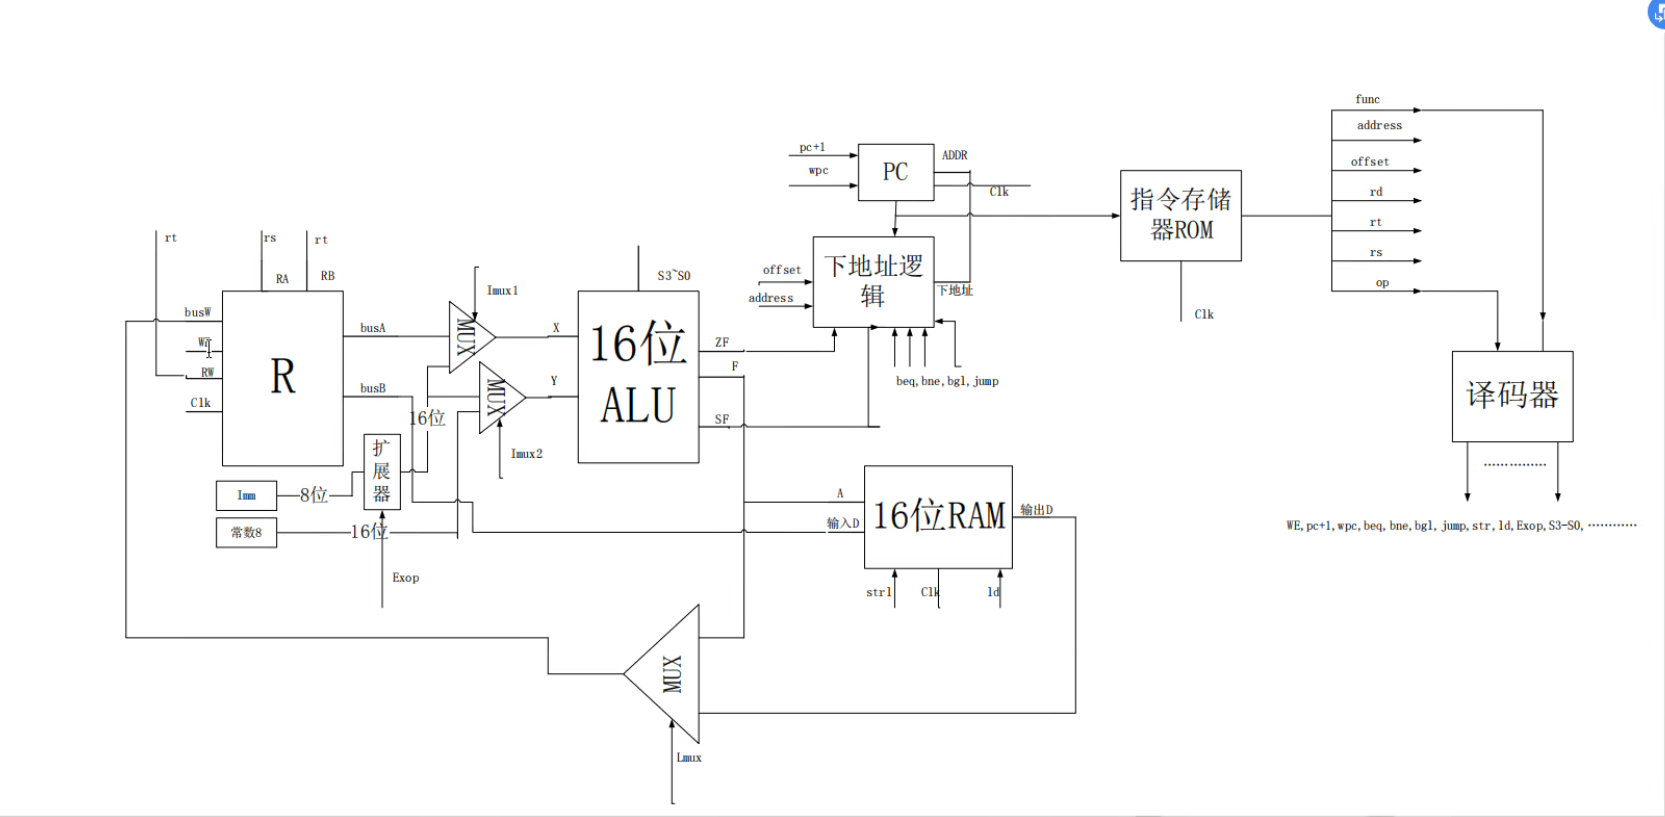 func
address
offset
rd
rt
rs
op
pc+1
wpc
PC
ADDR
Clk
指令存储
器ROM
Clk
rt
rs
rt
RA
RB
busW
RW
Clk
R
busA
busB
Imux1
MUX
MUX
Imux2
X
Y
S3~S0
16位
ALU
ZF
F
SF
offset
address
下地址逻
辑
下地址
beq,bne,bgl,jump
译码器
……………
WE,pc+1,wpc,beq,bne,bgl,jump,str,ld,Exop,S3-S0,…………
16位
扩
展
器
Imm
8位
常数8
16位
Exop
A
输入D
16位RAM
输出D
strl
Clk
ld
MUX
Lmux